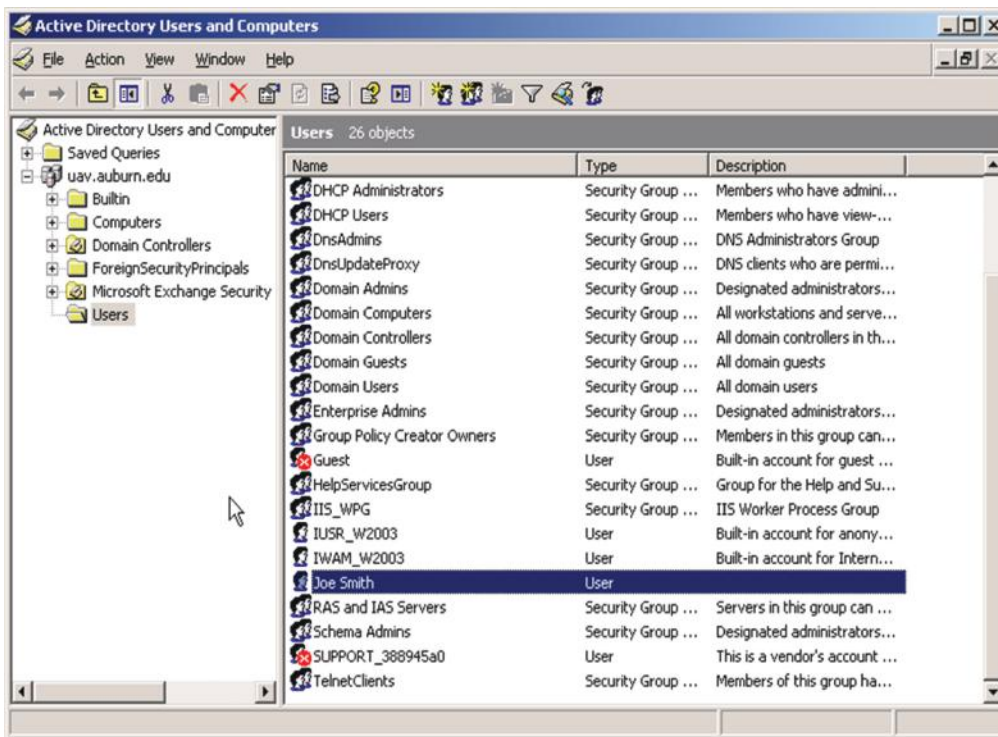 Active Directory Users and Computers
File Action View Window Help
Active Directory Users and Computer
Saved Queries
uav.auburn.edu
Builtin
Computers
Domain Controllers
ForeignSecurityPrincipals
Microsoft Exchange Security
Users
Users 26 objects
Name Type Description
DHCP Administrators Security Group ... Members who have admini...
DHCP Users Security Group ... Members who have view-...
DnsAdmins Security Group ... DNS Administrators Group
DnsUpdateProxy Security Group ... DNS clients who are permi...
Domain Admins Security Group ... Designated administrators...
Domain Computers Security Group ... All workstations and serve...
Domain Controllers Security Group ... All domain controllers in th...
Domain Guests Security Group ... All domain guests
Domain Users Security Group ... All domain users
Enterprise Admins Security Group ... Designated administrators...
Group Policy Creator Owners Security Group ... Members in this group can...
Guest User Built-in account for guest ...
HelpServicesGroup Security Group ... Group for the Help and Su...
IIS_WPG Security Group ... IIS Worker Process Group
IUSR_W2003 User Built-in account for anony...
IWAM_W2003 User Built-in account for Intern...
Joe Smith User
RAS and IAS Servers Security Group ... Servers in this group can ...
Schema Admins Security Group ... Designated administrators...
SUPPORT_388945a0 User This is a vendor's account ...
TelnetClients Security Group ... Members of this group ha...